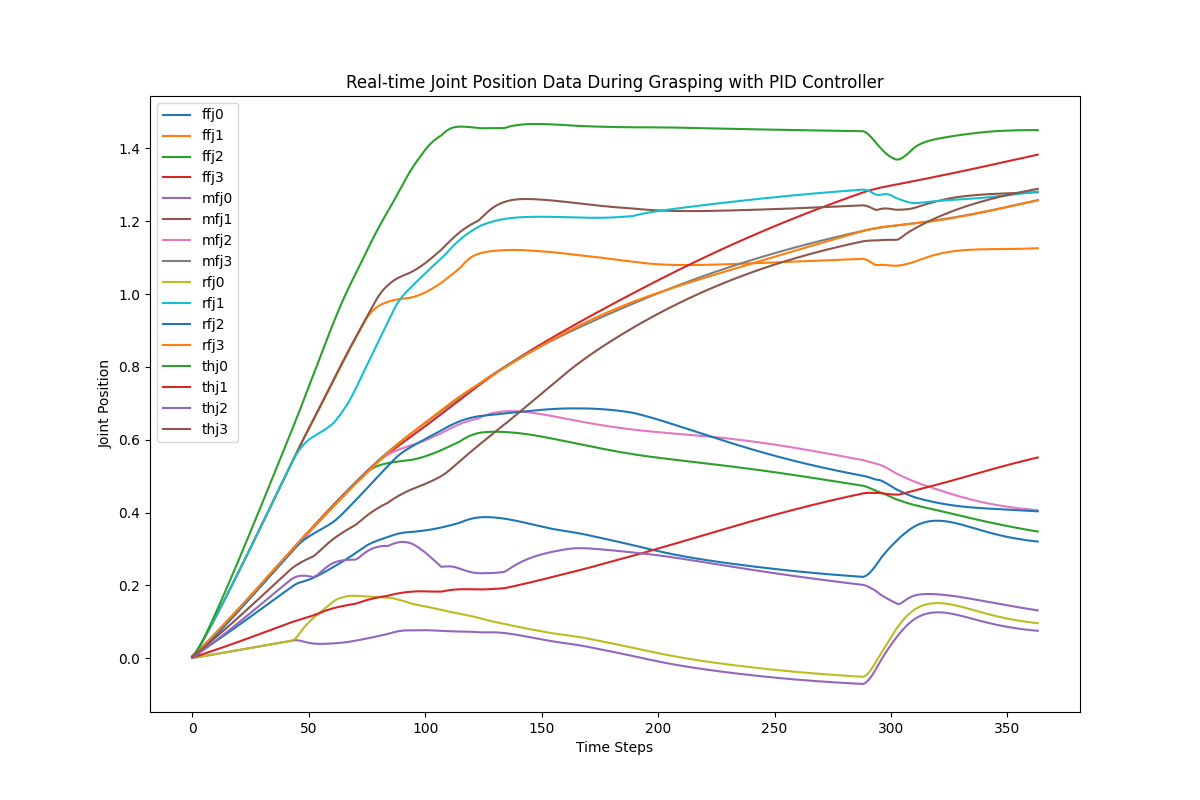 Real-time Joint Position Data During Grasping with PID Controller
ffj0
ffj1
ffj2
ffj3
mfj0
mfj1
mfj2
mfj3
rfj0
rfj1
rfj2
rfj3
thj0
thj1
thj2
thj3
Joint Position
1.4
1.2
1.0
0.8
0.6
0.4
0.2
0.0
0 50 100 150 200 250 300 350
Time Steps